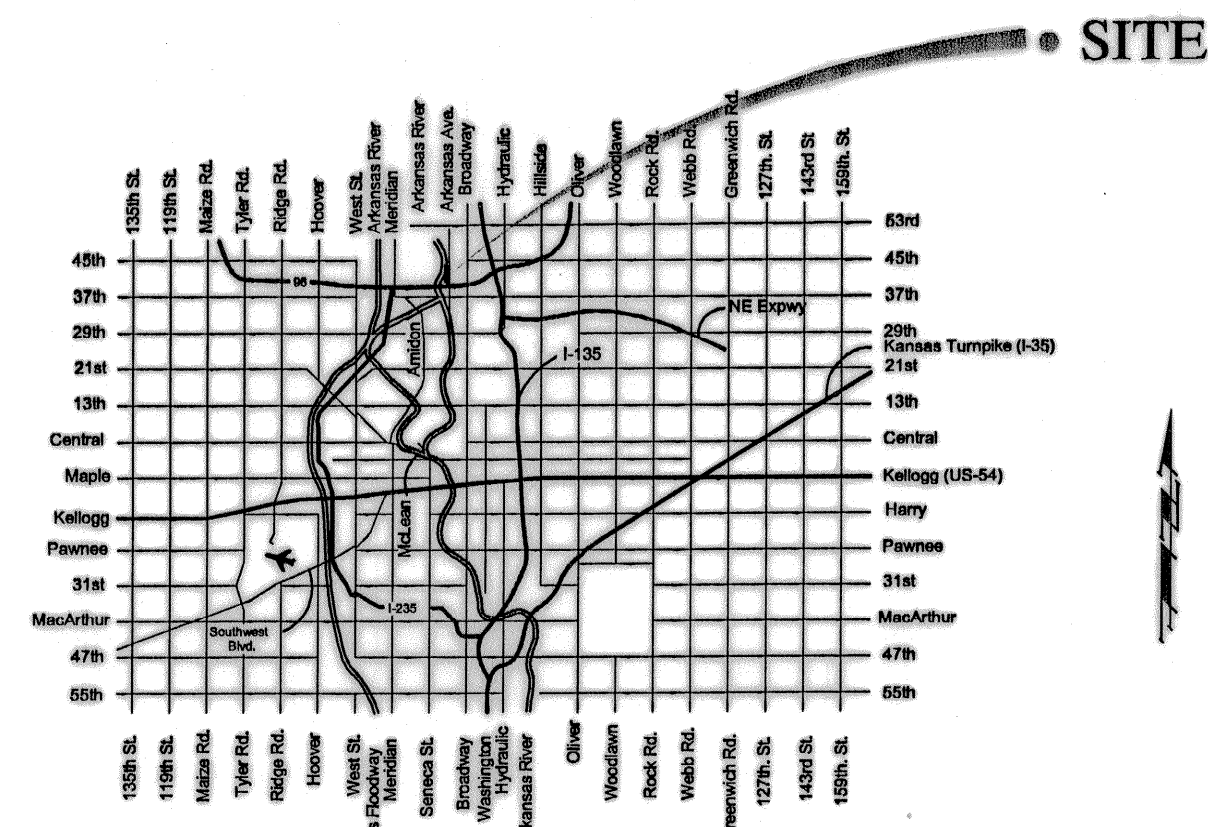 SITE
135th St.
119th St.
Maize Rd.
Tyler Rd.
Ridge Rd.
Hoover
West St.
Arkansas River
Meridian
Arkansas River
Arkansas Ave.
Broadway
Hydraulic
Hillside
Oliver
Woodlawn
Rock Rd.
Webb Rd.
Greenwich Rd.
127th. St.
143rd St
159th. St.
45th
37th
29th
21st
13th
Central
Maple
Kellogg
Pawnee
31st
MacArthur
47th
55th
96
Amidon
I-135
NE Expwy
McLean
I-235
Southwest
Blvd.
53rd
45th
37th
29th
Kansas Turnpike (I-35)
21st
13th
Central
Kellogg (US-54)
Harry
Pawnee
31st
MacArthur
47th
55th
135th St.
119th St.
Maize Rd.
Tyler Rd.
Ridge Rd.
Hoover
West St.
s Floodway
Meridian
Seneca St.
Broadway
Washington
Hydraulic
kansas River
Oliver
Woodlawn
Rock Rd.
Webb Rd.
reenwich Rd.
127th. St.
143rd St.
159th. St.